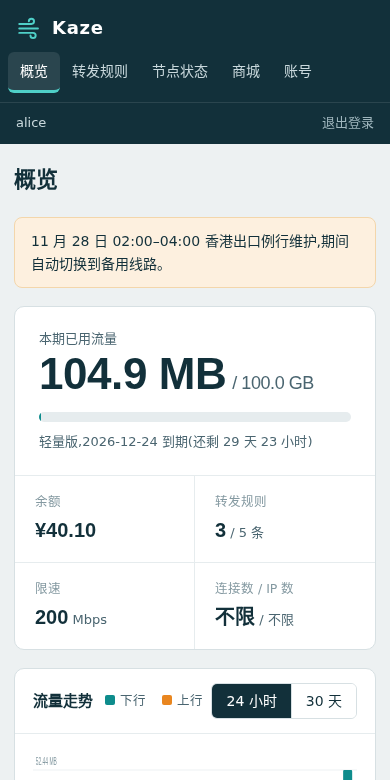 Kaze
概览 转发规则 节点状态 商城 账号
alice 退出登录
概览
11 月 28 日 02:00–04:00 香港出口例行维护,期间
自动切换到备用线路。
本期已用流量
104.9 MB / 100.0 GB
轻量版,2026-12-24 到期(还剩 29 天 23 小时)
余额 转发规则
¥40.10 3 / 5 条
限速 连接数 / IP 数
200 Mbps 不限 / 不限
流量走势 下行 上行 24 小时 30 天
52.44 MB